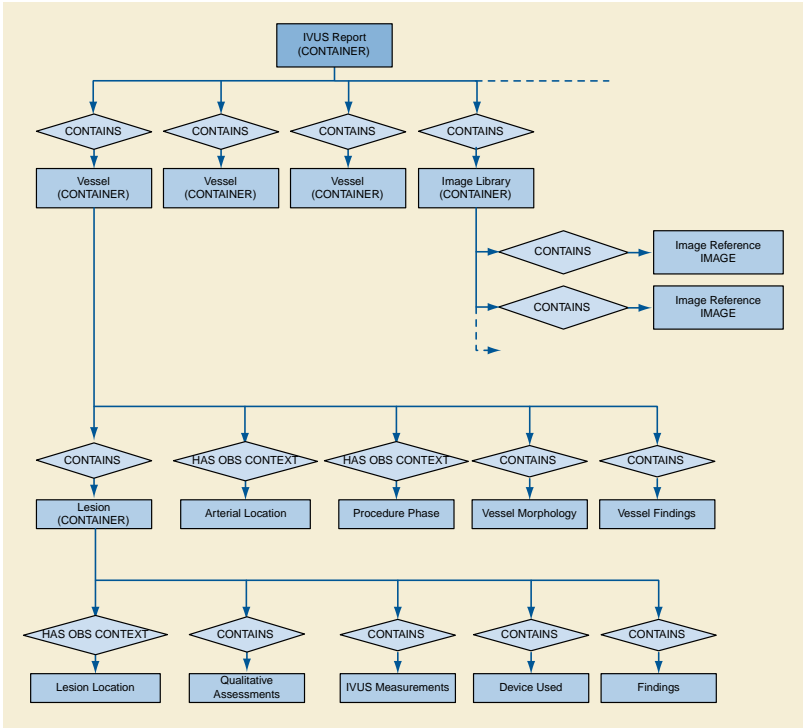 IVUS Report
(CONTAINER)
CONTAINS
CONTAINS
CONTAINS
CONTAINS
Vessel
(CONTAINER)
Vessel
(CONTAINER)
Vessel
(CONTAINER)
Image Library
(CONTAINER)
CONTAINS
Image Reference
IMAGE
CONTAINS
Image Reference
IMAGE
CONTAINS
HAS OBS CONTEXT
HAS OBS CONTEXT
CONTAINS
CONTAINS
Lesion
(CONTAINER)
Arterial Location
Procedure Phase
Vessel Morphology
Vessel Findings
HAS OBS CONTEXT
CONTAINS
CONTAINS
CONTAINS
CONTAINS
Lesion Location
Qualitative
Assessments
IVUS Measurements
Device Used
Findings